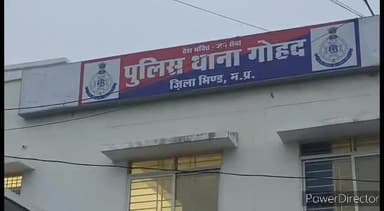 देश भक्ति - जन सेवा
पुलिस थाना गोहद
ज़िला भिण्ड, म.प्र.
PowerDirector